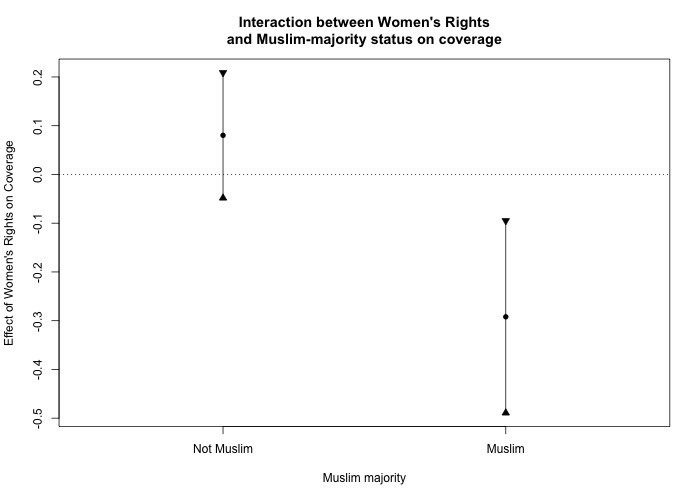 Interaction between Women's Rights
and Muslim-majority status on coverage
Effect of Women's Rights on Coverage
0.2
0.1
0.0
-0.1
-0.2
-0.3
-0.4
-0.5
Not Muslim
Muslim
Muslim majority